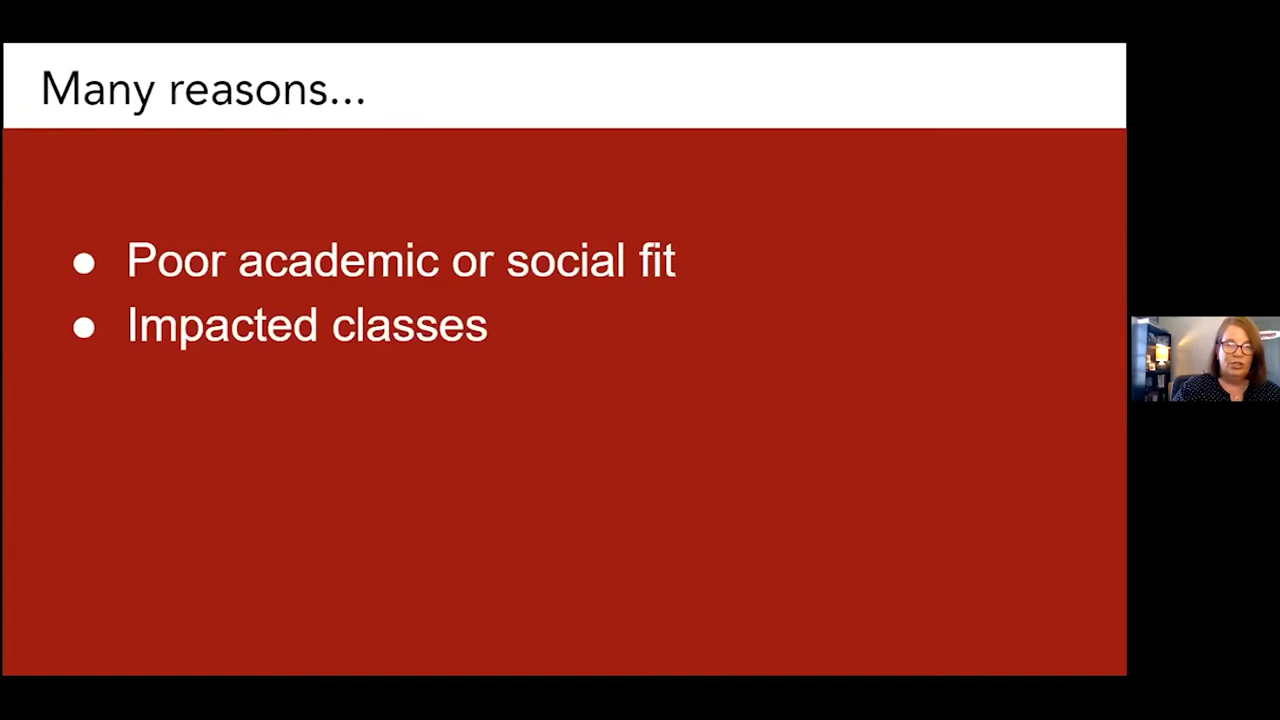 Many reasons...
● Poor academic or social fit
● Impacted classes